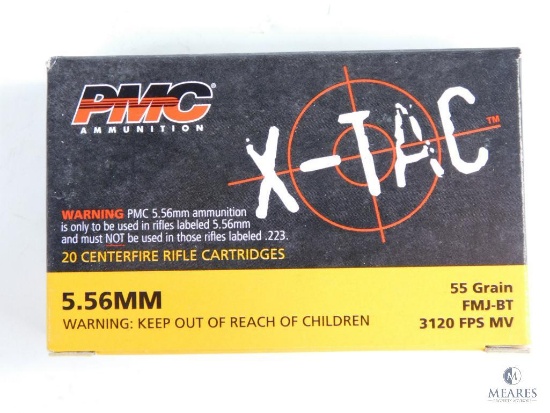 PMC®
AMMUNITION
X-TAC™
WARNING PMC 5.56mm ammunition
is only to be used in rifles labeled 5.56mm
and must NOT be used in those rifles labeled .223.
20 CENTERFIRE RIFLE CARTRIDGES
5.56MM
WARNING: KEEP OUT OF REACH OF CHILDREN
55 Grain
FMJ-BT
3120 FPS MV
MEARES